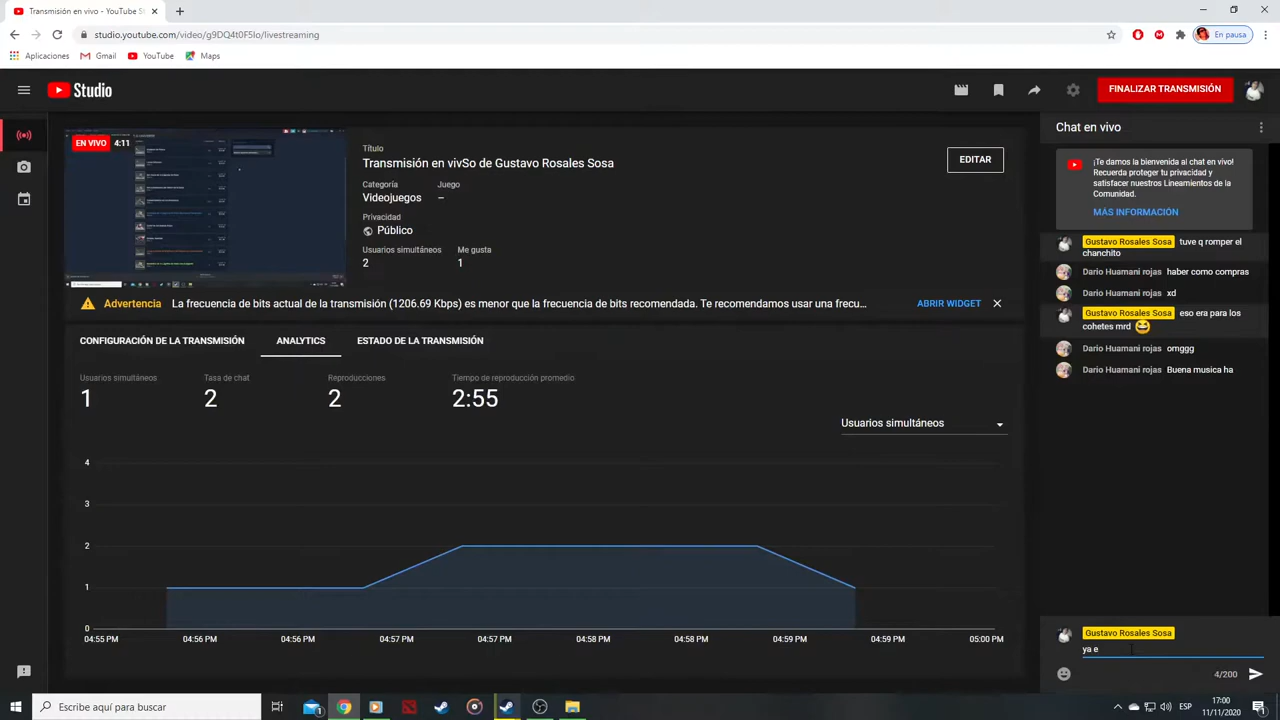 Transmisión en vivo - YouTube S
studio.youtube.com/video/g9DQ4t0F5Io/livestreaming
En pausa
Aplicaciones
Gmail
YouTube
Maps
Studio
FINALIZAR TRANSMISIÓN
EN VIVO 4:11
Título
Transmisión en vivSo de Gustavo Rosales Sosa
EDITAR
Categoría
Juego
Videojuegos
–
Privacidad
Público
Usuarios simultáneos
Me gusta
2
1
Advertencia
La frecuencia de bits actual de la transmisión (1206.69 Kbps) es menor que la frecuencia de bits recomendada. Te recomendamos usar una frecu...
ABRIR WIDGET
CONFIGURACIÓN DE LA TRANSMISIÓN
ANALYTICS
ESTADO DE LA TRANSMISIÓN
Usuarios simultáneos
Tasa de chat
Reproducciones
Tiempo de reproducción promedio
1
2
2
2:55
Usuarios simultáneos
4
3
2
1
0
04:55 PM
04:56 PM
04:56 PM
04:57 PM
04:57 PM
04:58 PM
04:58 PM
04:59 PM
04:59 PM
05:00 PM
Chat en vivo
¡Te damos la bienvenida al chat en vivo!
Recuerda proteger tu privacidad y
satisfacer nuestros Lineamientos de la
Comunidad.
MÁS INFORMACIÓN
Gustavo Rosales Sosa tuve q romper el
chanchito
Dario Huamani rojas haber como compras
Dario Huamani rojas xd
Gustavo Rosales Sosa eso era para los
cohetes mrd
Dario Huamani rojas omggg
Dario Huamani rojas Buena musica ha
Gustavo Rosales Sosa
ya e
4/200
Escribe aquí para buscar
ESP
17:00
11/11/2020